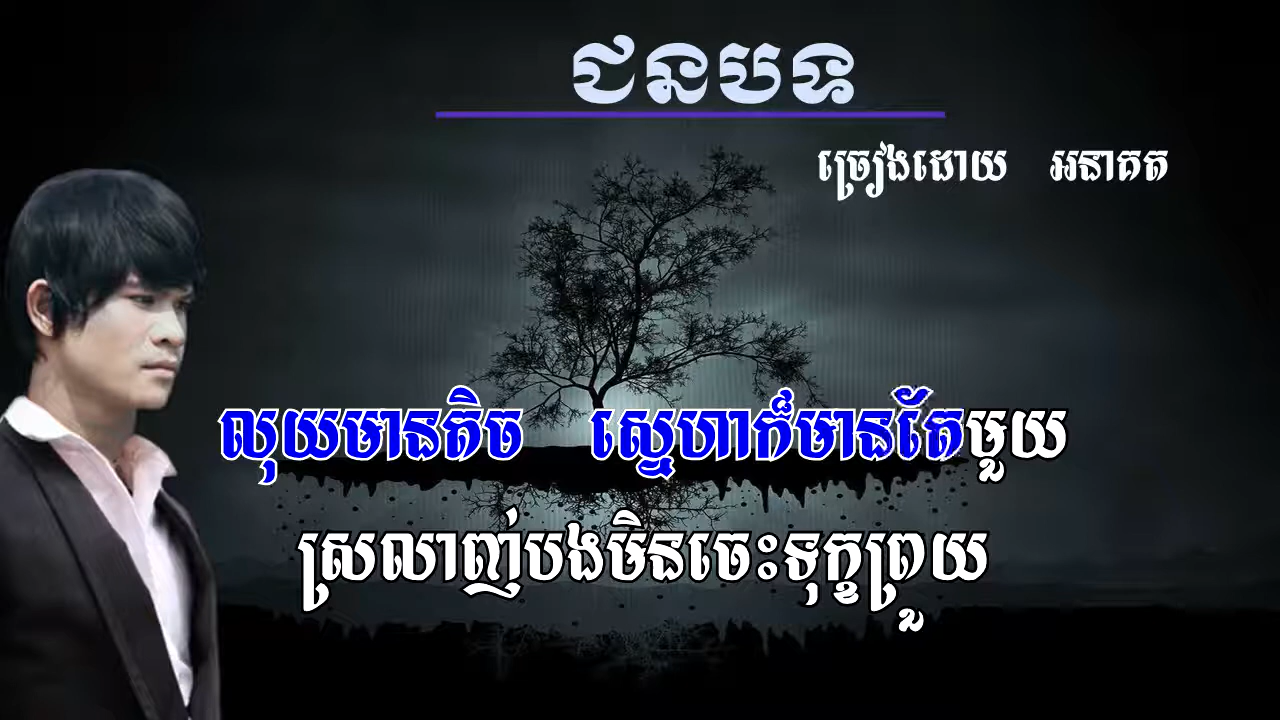 ជនបទ
ច្រៀងដោយ អនាគត
លុយមានតិច ស្នេហាក៏មានតែមួយ
ស្រលាញ់បងមិនចេះទុក្ខព្រួយ